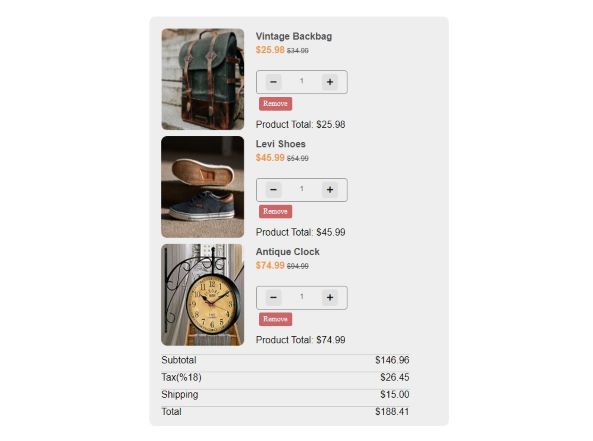 Vintage Backbag
$25.98 $34.99
− 1 +
Remove
Product Total: $25.98
Levi Shoes
$45.99 $54.99
− 1 +
Remove
Product Total: $45.99
Antique Clock
$74.99 $94.99
− 1 +
Remove
Product Total: $74.99
Subtotal $146.96
Tax(%18) $26.45
Shipping $15.00
Total $188.41